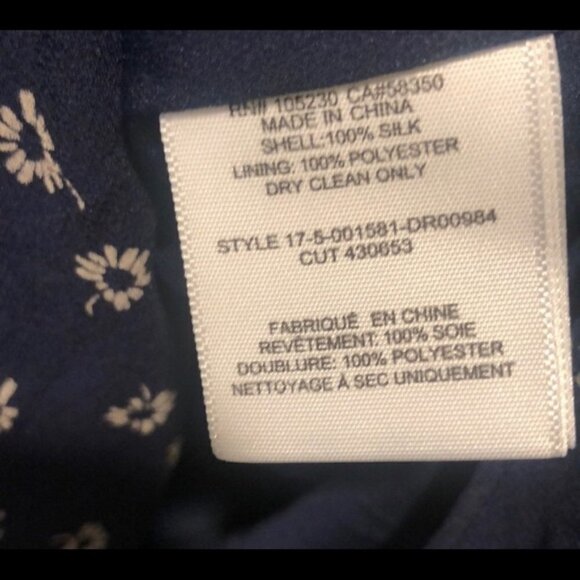 RN# 105230 CA#58350
MADE IN CHINA
SHELL:100% SILK
LINING: 100% POLYESTER
DRY CLEAN ONLY
STYLE 17-5-001581-DR00984
CUT 430653
FABRIQUÉ EN CHINE
REVÊTEMENT: 100% SOIE
DOUBLURE: 100% POLYESTER
NETTOYAGE À SEC UNIQUEMENT